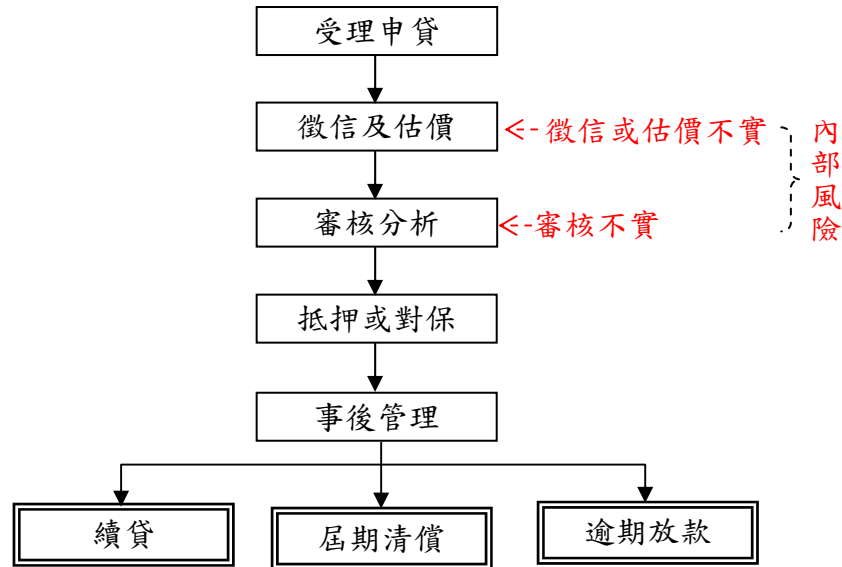 受理申貸
徵信及估價
<-徵信或估價不實
內部風險
審核分析
<-審核不實
抵押或對保
事後管理
續貸
屆期清償
逾期放款